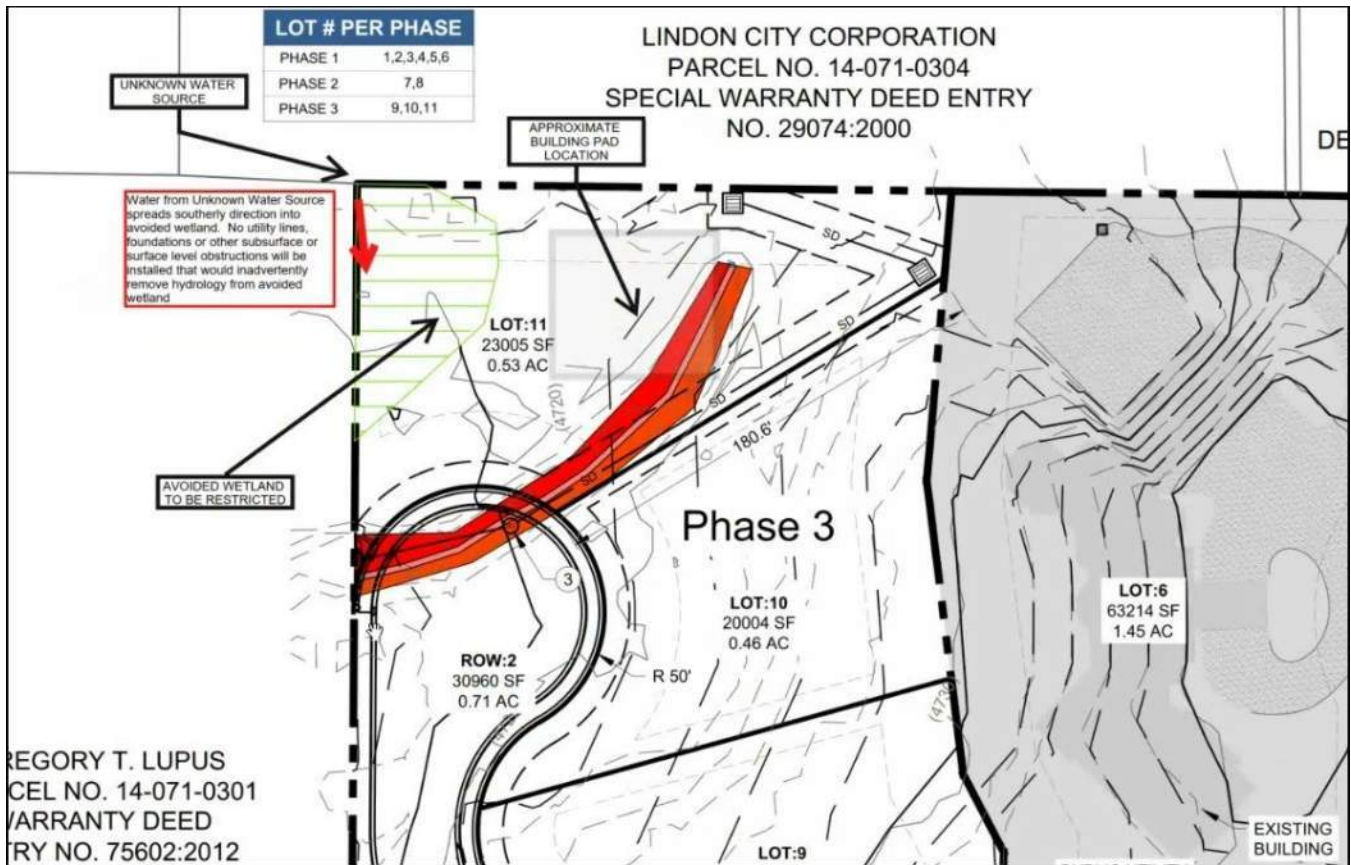 LOT # PER PHASE
PHASE 1 1,2,3,4,5,6
PHASE 2 7,8
PHASE 3 9,10,11
LINDON CITY CORPORATION
PARCEL NO. 14-071-0304
SPECIAL WARRANTY DEED ENTRY
NO. 29074:2000
UNKNOWN WATER
SOURCE
APPROXIMATE
BUILDING PAD
LOCATION
DE
Water from Unknown Water Source
spreads southerly direction into
avoided wetland. No utility lines,
foundations or other subsurface or
surface level obstructions will be
installed that would inadvertently
remove hydrology from avoided
wetland
SD
SD
SD
SD
LOT:11
23005 SF
0.53 AC
(4720)
180.6'
AVOIDED WETLAND
TO BE RESTRICTED
Phase 3
3
LOT:10
20004 SF
0.46 AC
LOT:6
63214 SF
1.45 AC
ROW:2
30960 SF
0.71 AC
R 50'
REGORY T. LUPUS
CEL NO. 14-071-0301
WARRANTY DEED
TRY NO. 75602:2012
LOT:9
EXISTING
BUILDING